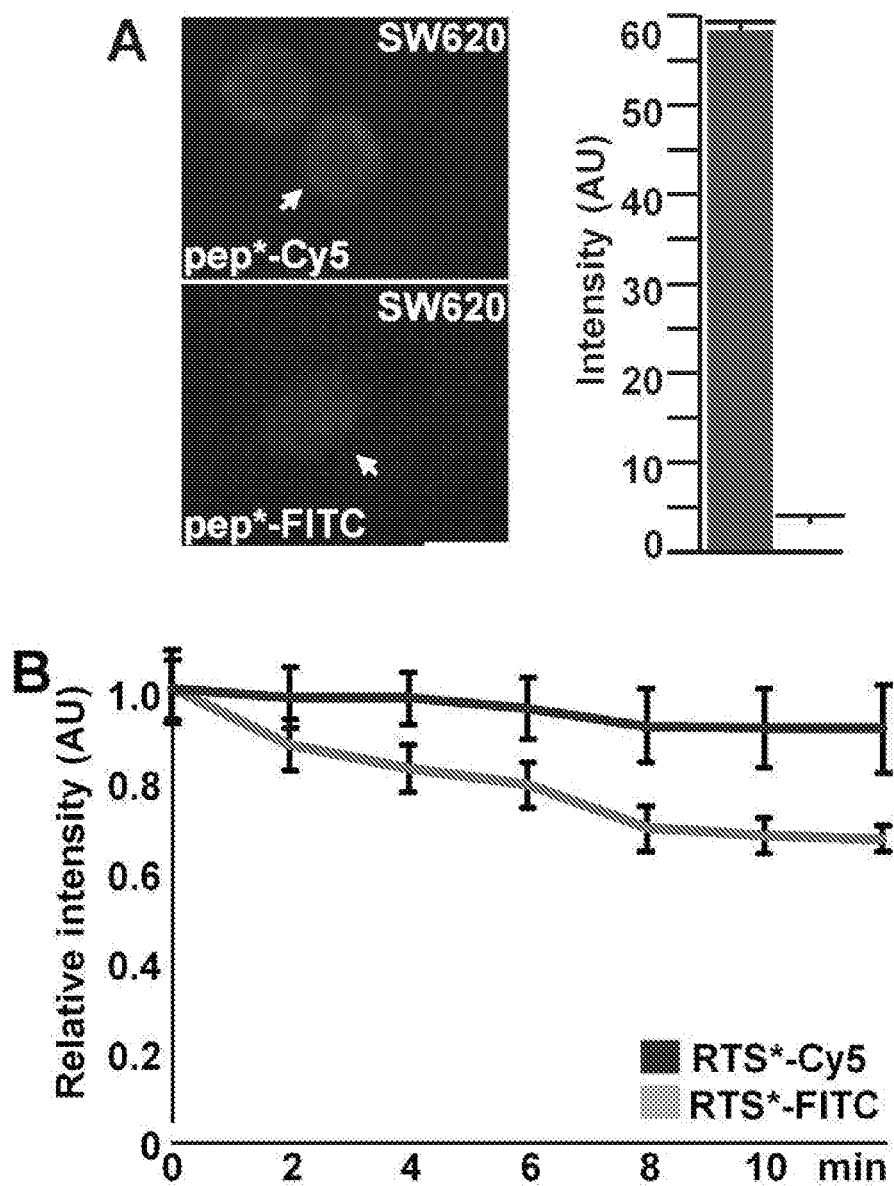 A
SW620
pep*-Cy5
SW620
pep*-FITC
Intensity (AU)
60
50
40
30
20
10
0
B
Relative intensity (AU)
1.0
0.8
0.6
0.4
0.2
0
RTS*-Cy5
RTS*-FITC
0 2 4 6 8 10 min